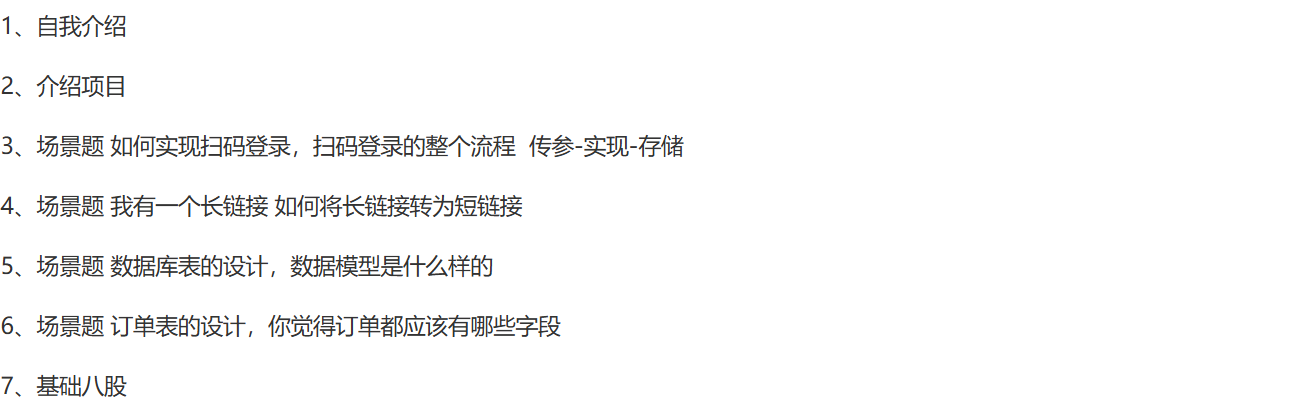 1、自我介绍
2、介绍项目
3、场景题 如何实现扫码登录，扫码登录的整个流程  传参-实现-存储
4、场景题 我有一个长链接 如何将长链接转为短链接
5、场景题 数据库表的设计，数据模型是什么样的
6、场景题 订单表的设计，你觉得订单都应该有哪些字段
7、基础八股